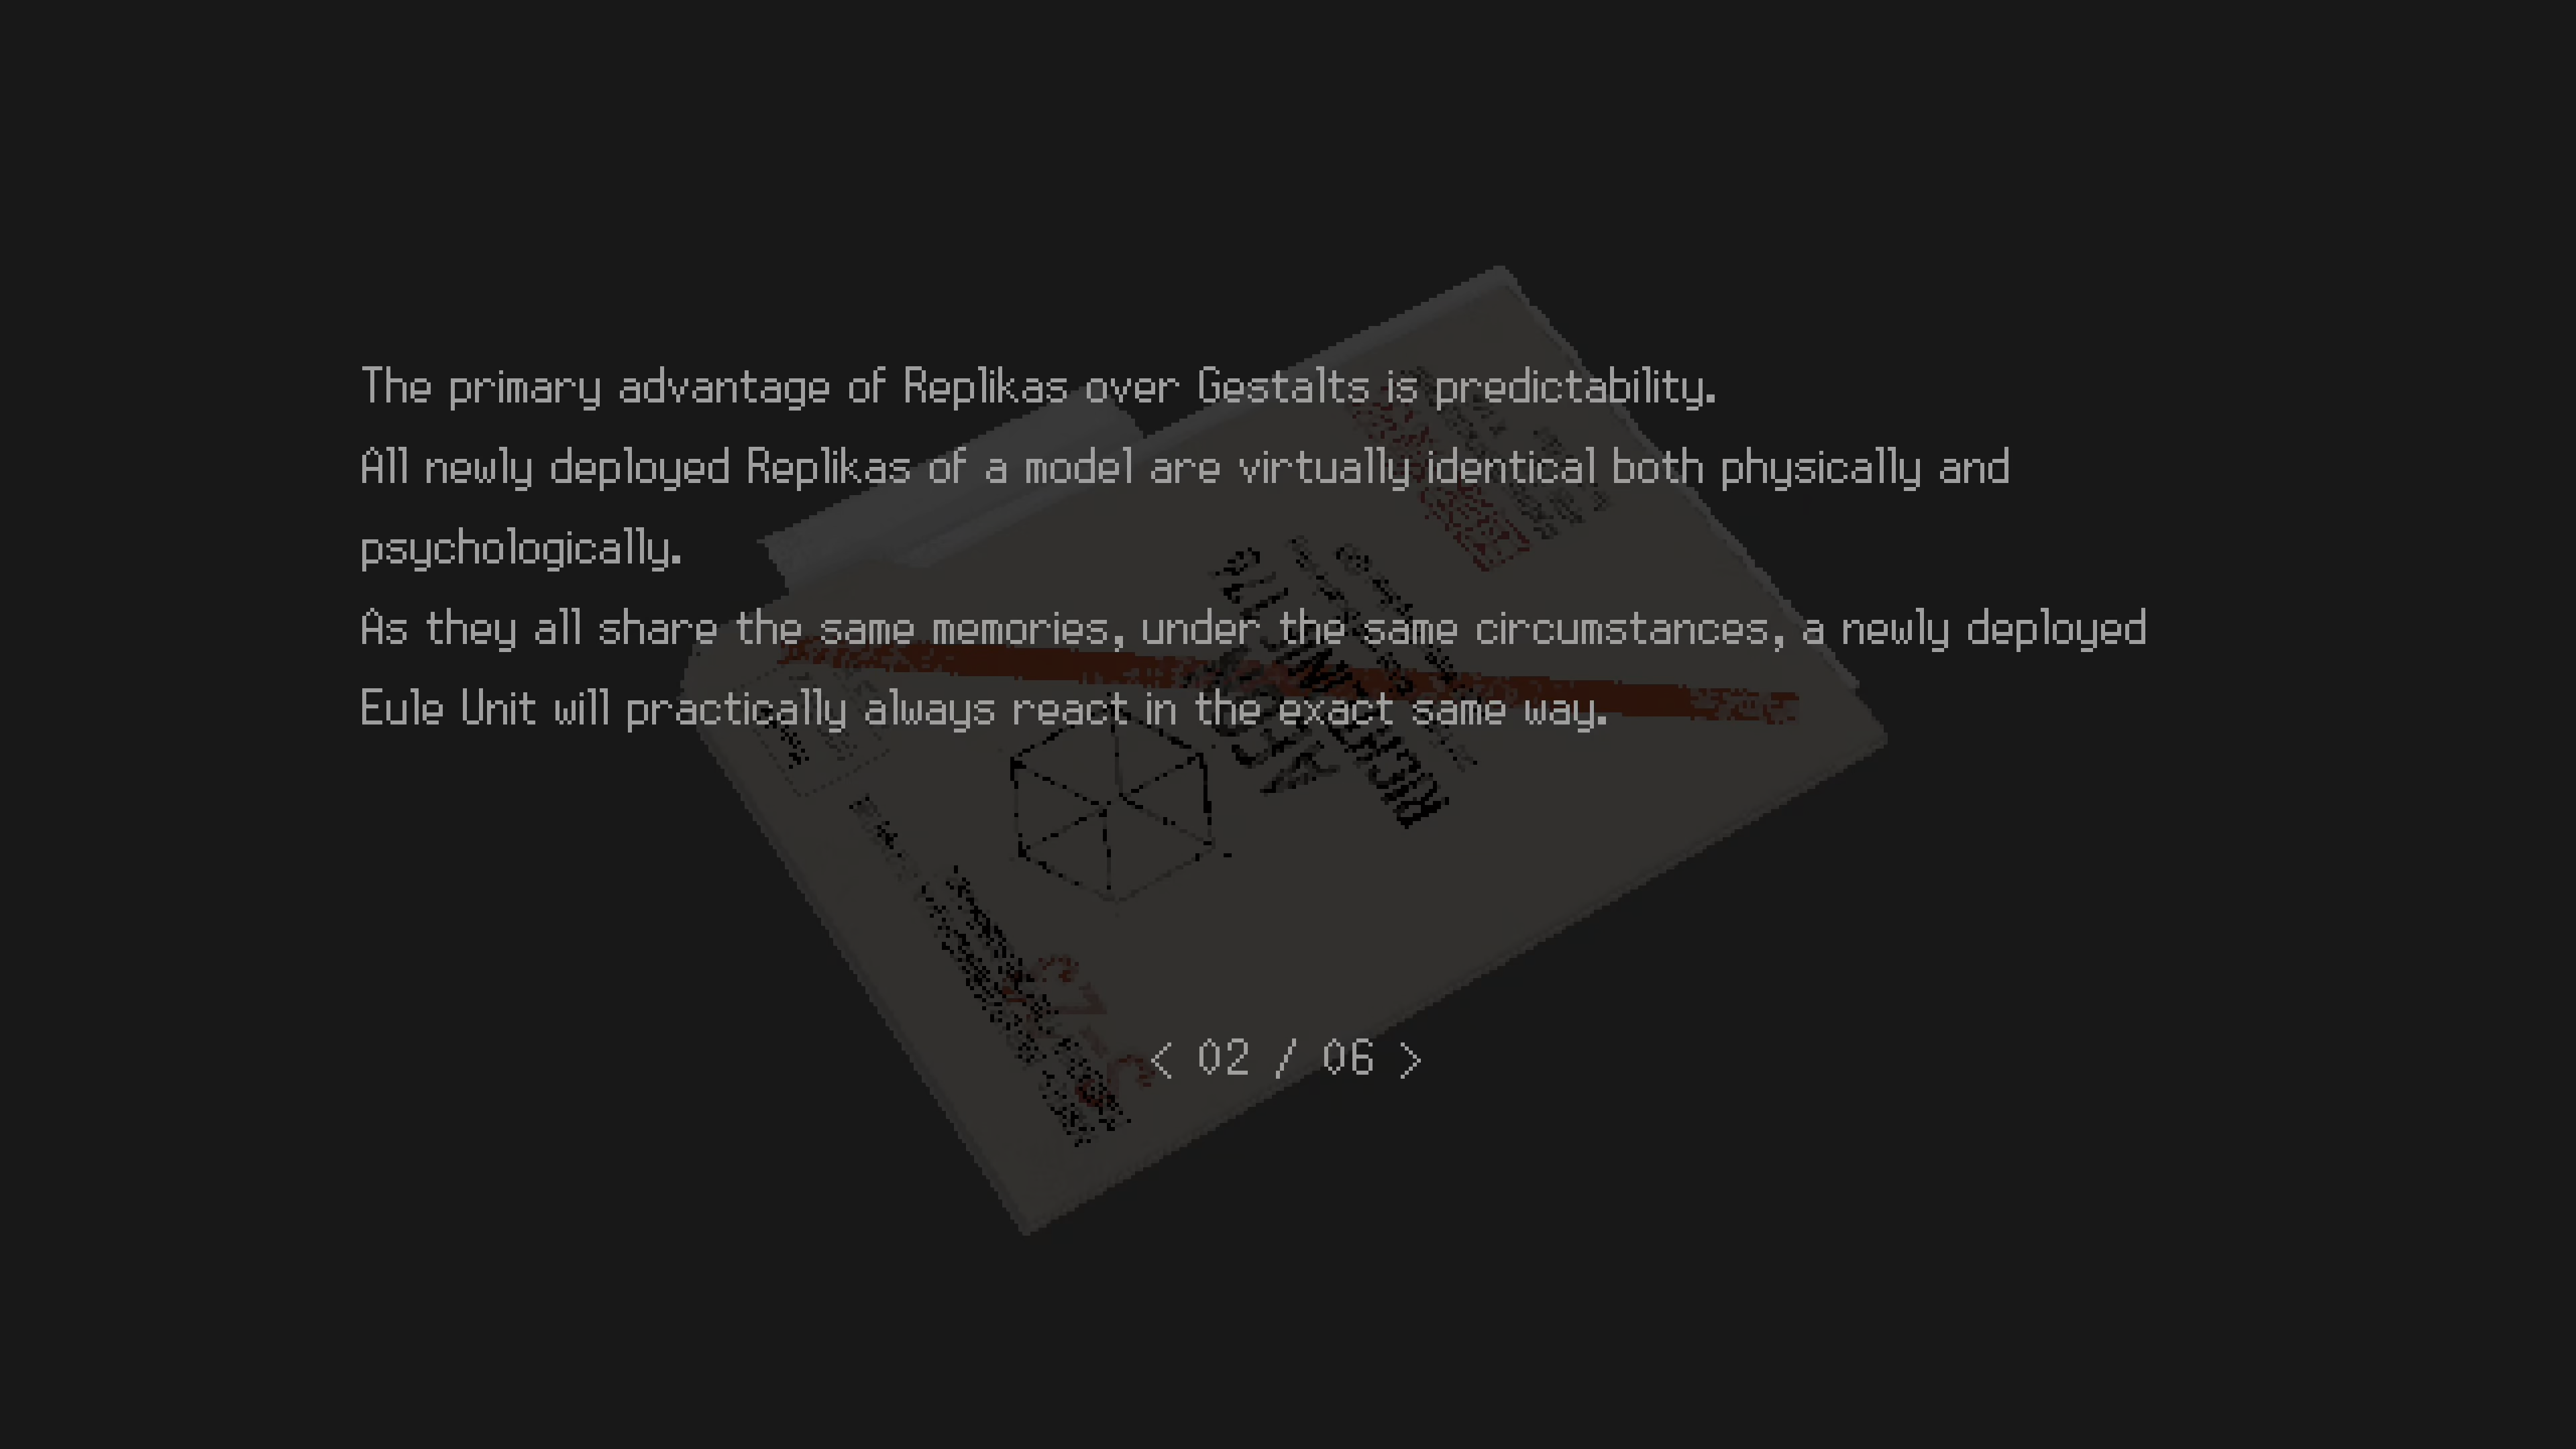 The primary advantage of Replikas over Gestalts is predictability.
All newly deployed Replikas of a model are virtually identical both physically and
psychologically.
As they all share the same memories, under the same circumstances, a newly deployed
Eule Unit will practically always react in the exact same way.
< 02 / 06 >